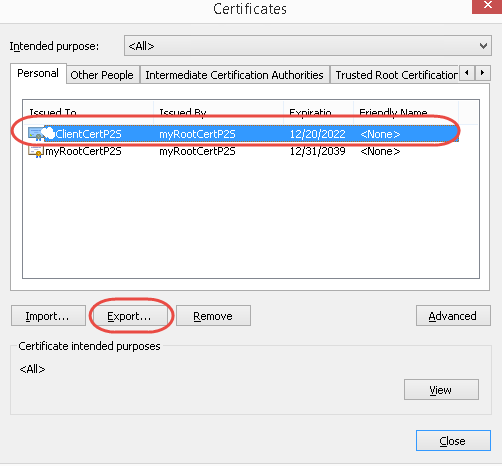 Certificates
Intended purpose: <All>
Personal Other People Intermediate Certification Authorities Trusted Root Certification
Issued To Issued By Expiratio Friendly Name
ClientCertP2S myRootCertP2S 12/20/2022 <None>
myRootCertP2S myRootCertP2S 12/31/2039 <None>
Import... Export... Remove Advanced
Certificate intended purposes
<All>
View
Close